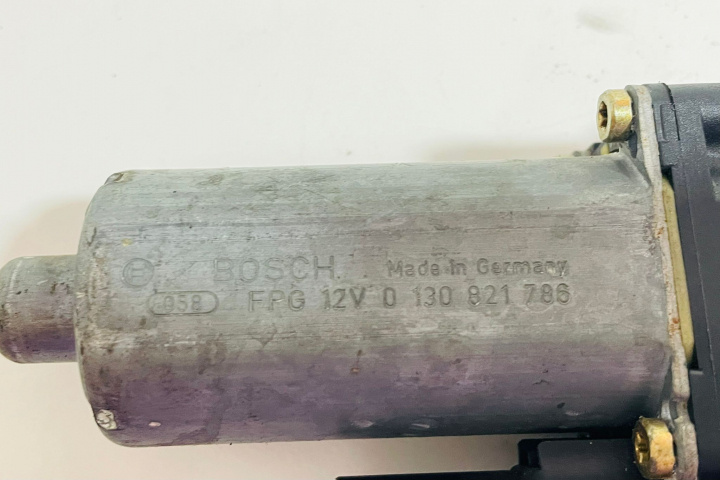 BOSCH. Made in Germany
058 FPG 12V 0 130 821 786